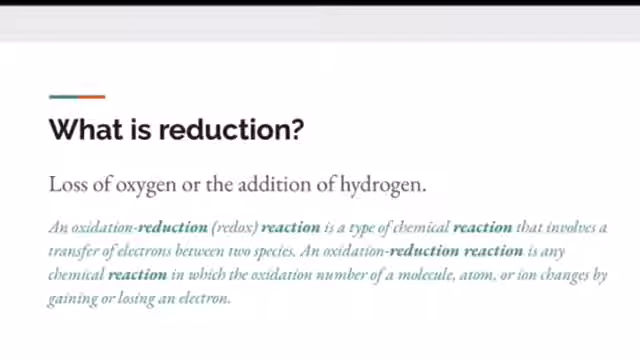 What is reduction?
Loss of oxygen or the addition of hydrogen.
An oxidation-reduction (redox) reaction is a type of chemical reaction that involves a
transfer of electrons between two species. An oxidation-reduction reaction is any
chemical reaction in which the oxidation number of a molecule, atom, or ion changes by
gaining or losing an electron.